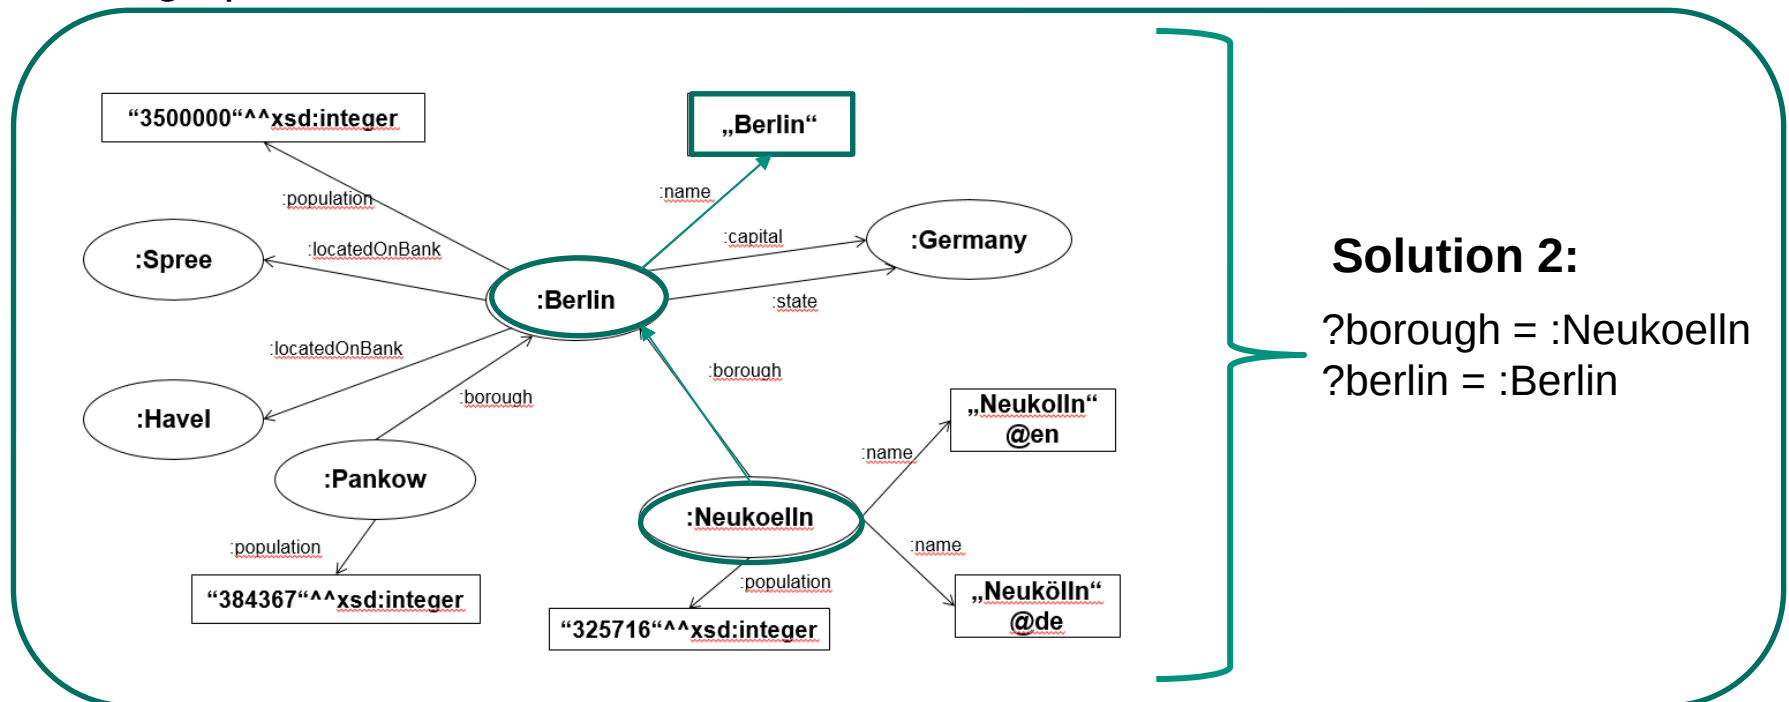 “3500000“^^xsd:integer
„Berlin“
:population
:name
:capital
:Germany
:locatedOnBank
:Spree
:Berlin
:state
:locatedOnBank
:borough
:borough
:Havel
:Pankow
„Neukolln“
@en
:name
:Neukoelln
:population
:name
“384367“^^xsd:integer
:population
“325716“^^xsd:integer
„Neukölln“
@de
Solution 2:
?borough = :Neukoelln
?berlin = :Berlin